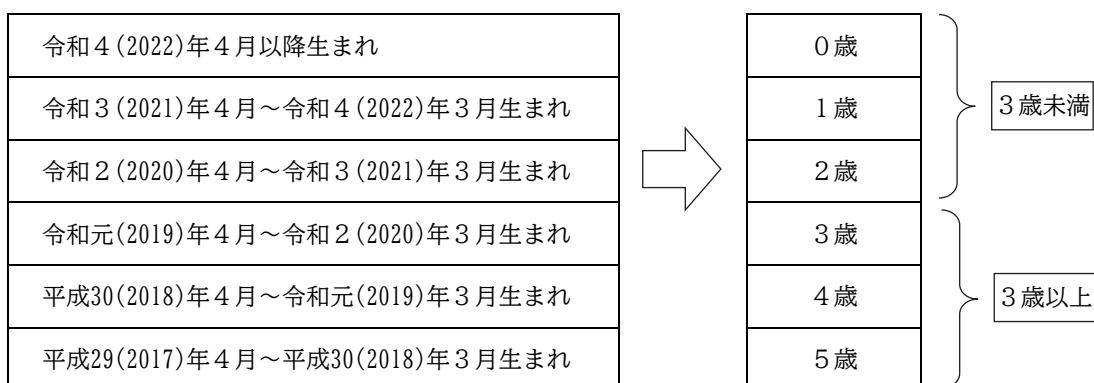 令和４(2022)年４月以降生まれ ０歳
令和３(2021)年４月～令和４(2022)年３月生まれ １歳
３歳未満
令和２(2020)年４月～令和３(2021)年３月生まれ ２歳
令和元(2019)年４月～令和２(2020)年３月生まれ ３歳
平成30(2018)年４月～令和元(2019)年３月生まれ ４歳
３歳以上
平成29(2017)年４月～平成30(2018)年３月生まれ ５歳